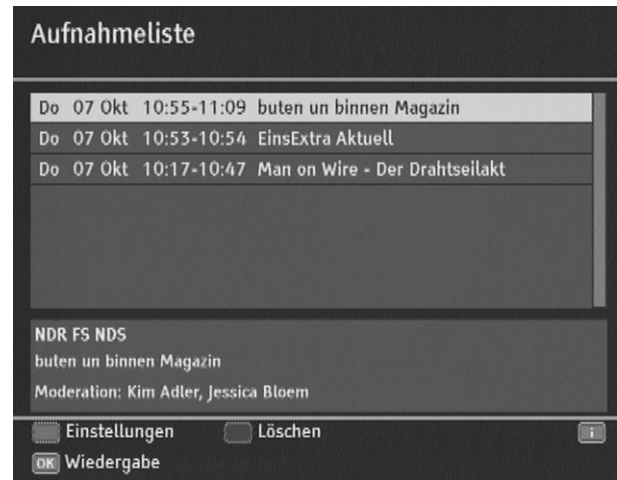 Aufnahmeliste
Do 07 Okt 10:55-11:09 buten un binnen Magazin
Do 07 Okt 10:53-10:54 EinsExtra Aktuell
Do 07 Okt 10:17-10:47 Man on Wire - Der Drahtseilakt
NDR FS NDS
buten un binnen Magazin
Moderation: Kim Adler, Jessica Bloem
Einstellungen Löschen i
OK Wiedergabe